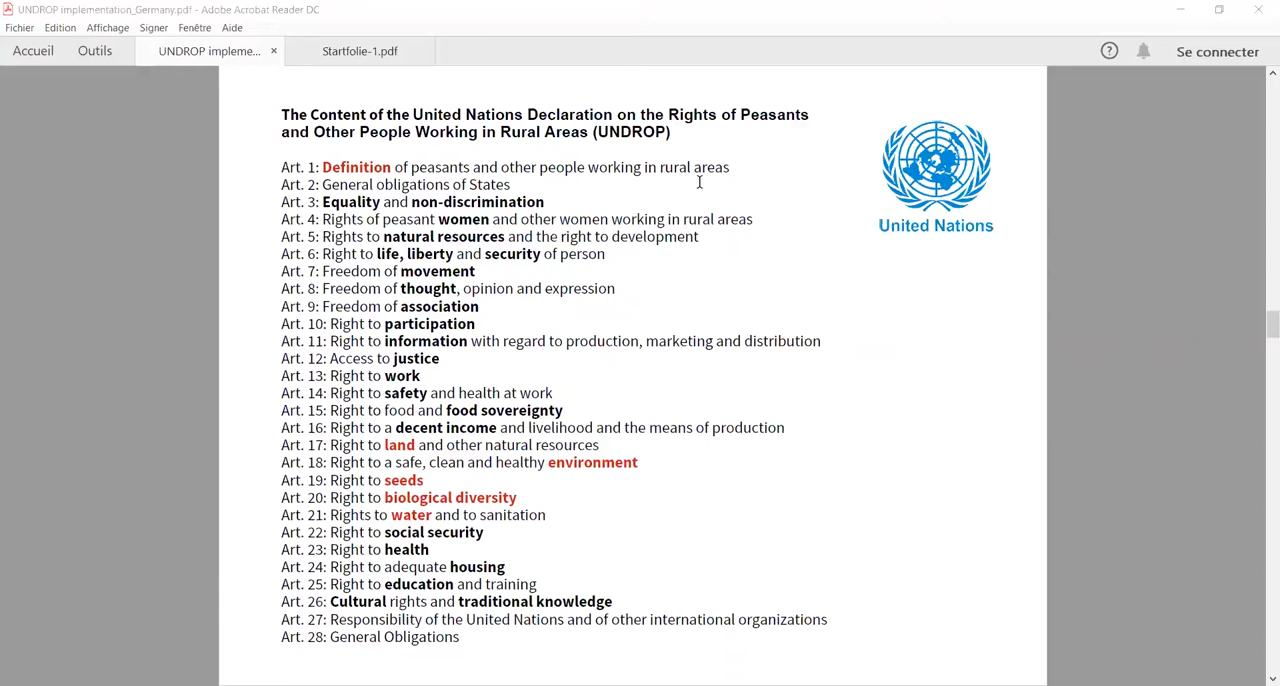 UNDROP implementation_Germany.pdf - Adobe Acrobat Reader DC
Fichier Edition Affichage Signer Fenêtre Aide
Accueil Outils UNDROP impleme... × Startfolie-1.pdf ? Se connecter
The Content of the United Nations Declaration on the Rights of Peasants
and Other People Working in Rural Areas (UNDROP)
Art. 1: Definition of peasants and other people working in rural areas
Art. 2: General obligations of States
Art. 3: Equality and non-discrimination
Art. 4: Rights of peasant women and other women working in rural areas
Art. 5: Rights to natural resources and the right to development
Art. 6: Right to life, liberty and security of person
Art. 7: Freedom of movement
Art. 8: Freedom of thought, opinion and expression
Art. 9: Freedom of association
Art. 10: Right to participation
Art. 11: Right to information with regard to production, marketing and distribution
Art. 12: Access to justice
Art. 13: Right to work
Art. 14: Right to safety and health at work
Art. 15: Right to food and food sovereignty
Art. 16: Right to a decent income and livelihood and the means of production
Art. 17: Right to land and other natural resources
Art. 18: Right to a safe, clean and healthy environment
Art. 19: Right to seeds
Art. 20: Right to biological diversity
Art. 21: Rights to water and to sanitation
Art. 22: Right to social security
Art. 23: Right to health
Art. 24: Right to adequate housing
Art. 25: Right to education and training
Art. 26: Cultural rights and traditional knowledge
Art. 27: Responsibility of the United Nations and of other international organizations
Art. 28: General Obligations
United Nations